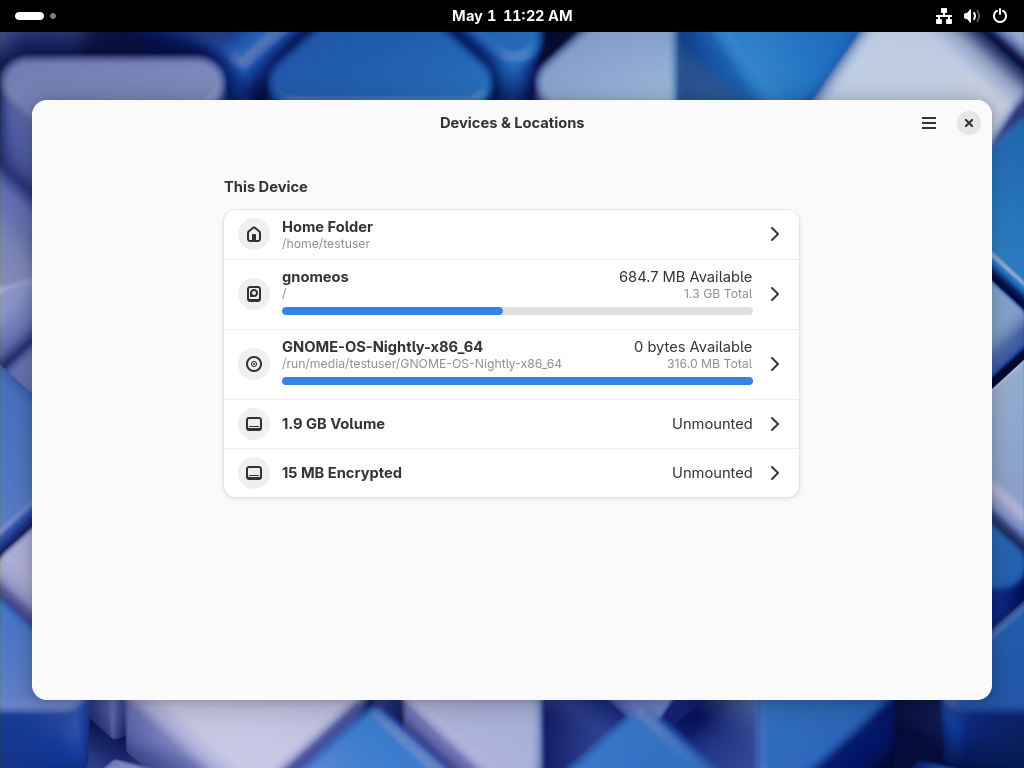 May 1 11:22 AM
Devices & Locations
This Device
Home Folder
/home/testuser
gnomeos
684.7 MB Available
/
1.3 GB Total
GNOME-OS-Nightly-x86_64
0 bytes Available
/run/media/testuser/GNOME-OS-Nightly-x86_64
316.0 MB Total
1.9 GB Volume
Unmounted
15 MB Encrypted
Unmounted